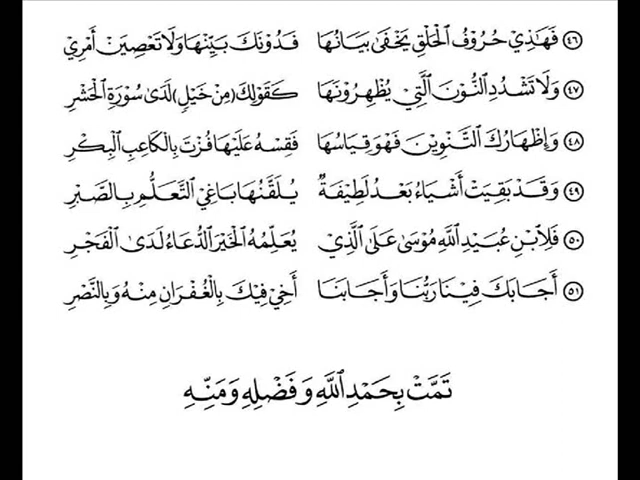 ٤٦ فَهَٰذِي حُرُوفُ الْحَلْقِ يَخْفَىٰ بَيَانُهَا فَدُونَكَ بَيِّنْهَا وَلَا تَعْصِيَنْ أَمْرِي
٤٧ وَلَا تَشْدُدِ النُّونَ الَّتِي يُظْهِرُونَهَا كَقَوْلِكَ (مِنْ خَيْلٍ) لَدَىٰ سُورَةِ الْحَشْرِ
٤٨ وَإِظْهَارُكَ التَّنْوِينَ فَهْوَ قِيَاسُهَا فَقِسْهُ عَلَيْهَا فُزْتَ بِالْكَاعِبِ الْبِكْرِ
٤٩ وَقَدْ بَقِيَتْ أَشْيَاءُ بَعْدُ لَطِيفَةٌ يُلَقَّنُهَا بَاغِي التَّعَلُّمِ بِالصَّبْرِ
٥٠ فَلِابْنِ عُبَيْدِ اللَّهِ مُوسَىٰ عَلَى الَّذِي يُعَلِّمُهُ الْخَيْرَ الدُّعَاءُ لَدَى الْفَجْرِ
٥١ أَجَابَكَ فِينَا رَبُّنَا وَأَجَابَنَا أَخِي فِيكَ بِالْغُفْرَانِ مِنْهُ وَبِالنَّصْرِ
تَمَّتْ بِحَمْدِ اللَّهِ وَفَضْلِهِ وَمَنِّهِ